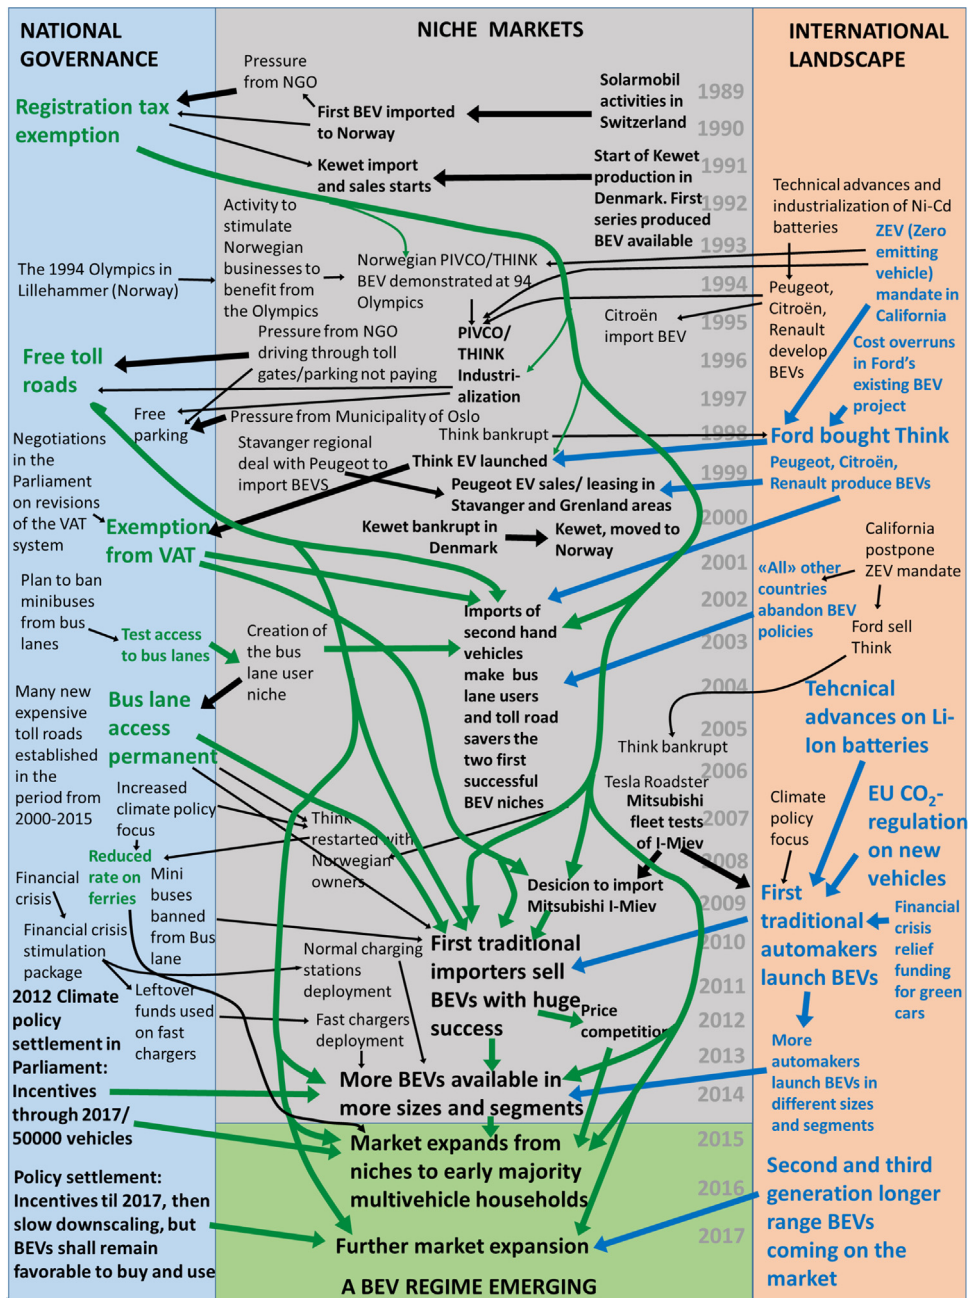 NATIONAL
GOVERNANCE
NICHE MARKETS
INTERNATIONAL
LANDSCAPE
Pressure
from NGO
Registration tax
exemption
First BEV imported
to Norway
Solarmobil
activities in
Switzerland
1989
1990
Kewet import
and sales starts
Start of Kewet
production in
Denmark. First
series produced
BEV available
1991
1992
1993
Technical advances and
industrialization of Ni-Cd
batteries
ZEV (Zero
emitting
vehicle)
mandate in
California
Activity to
stimulate
Norwegian
businesses to
benefit from
the Olympics
The 1994 Olympics in
Lillehammer (Norway)
Norwegian PIVCO/THINK
BEV demonstrated at 94
Olympics
1994
1995
Peugeot,
Citroën,
Renault
develop
BEVs
Citroën
import BEV
PIVCO/
THINK
Industri-
alization
Pressure from NGO
driving through toll
gates/parking not paying
Free toll
roads
1996
1997
Cost overruns
in Ford's
existing BEV
project
Free
parking
Pressure from Municipality of Oslo
Think bankrupt
1998
Ford bought Think
Negotiations
in the
Parliament
on revisions
of the VAT
system
Stavanger regional
deal with Peugeot to
import BEVS
Think EV launched
1999
Peugeot, Citroën,
Renault produce BEVs
Peugeot EV sales/ leasing in
Stavanger and Grenland areas
2000
Exemption
from VAT
Kewet bankrupt in
Denmark
Kewet, moved to
Norway
California
postpone
ZEV mandate
2001
«All» other
countries
abandon BEV
policies
Plan to ban
minibuses
from bus
lanes
Test access
to bus lanes
Creation of
the bus
lane user
niche
Imports of
second hand
vehicles
make bus
lane users
and toll road
savers the
two first
successful
BEV niches
2002
2003
Ford sell
Think
2004
Many new
expensive
toll roads
established
in the
period from
2000-2015
Bus lane
access
permanent
Tehcnical
advances on Li-
Ion batteries
2005
Think bankrupt
2006
Increased
climate policy
focus
Think
restarted with
Norwegian
owners
Tesla Roadster
Mitsubishi
fleet tests
of I-Miev
2007
2008
Climate
policy
focus
EU CO2-
regulation
on new
vehicles
Reduced
rate on
ferries
Financial
crisis
Mini
buses
banned
from Bus
lane
Desicion to import
Mitsubishi I-Miev
2009
First
traditional
automakers
launch BEVs
Financial
crisis
relief
funding
for green
cars
Financial crisis
stimulation
package
Normal charging
stations
deployment
First traditional
importers sell
BEVs with huge
success
2010
2011
Leftover
funds used
on fast
chargers
Fast chargers
deployment
Price
competition
2012
2012 Climate
policy
settlement in
Parliament:
Incentives
through 2017/
50000 vehicles
2013
More
automakers
launch BEVs in
different sizes
and segments
More BEVs available in
more sizes and segments
2014
Market expands from
niches to early majority
multivehicle households
2015
2016
Policy settlement:
Incentives til 2017, then
slow downscaling, but
BEVs shall remain
favorable to buy and use
Second and third
generation longer
range BEVs
coming on the
market
2017
Further market expansion
A BEV REGIME EMERGING